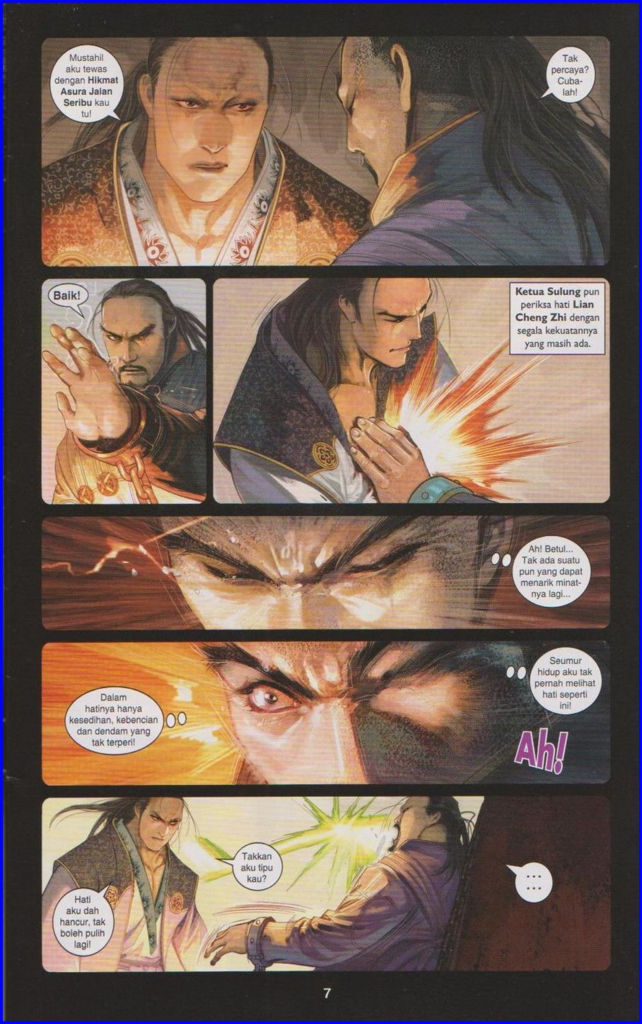 Mustahil
aku tewas
dengan Hikmat
Asura Jalan
Seribu kau
tu!
Tak
percaya?
Cuba-
lah!
Baik!
Ketua Sulung pun
periksa hati Lian
Cheng Zhi dengan
segala kekuatannya
yang masih ada.
Ah! Betul...
Tak ada suatu
pun yang dapat
menarik minat-
nya lagi...
Seumur
hidup aku tak
pernah melihat
hati seperti
ini!
Dalam
hatinya hanya
kesedihan, kebencian
dan dendam yang
tak terperi!
Ah!
Takkan
aku tipu
kau?
Hati
aku dah
hancur, tak
boleh pulih
lagi!
...
...
7